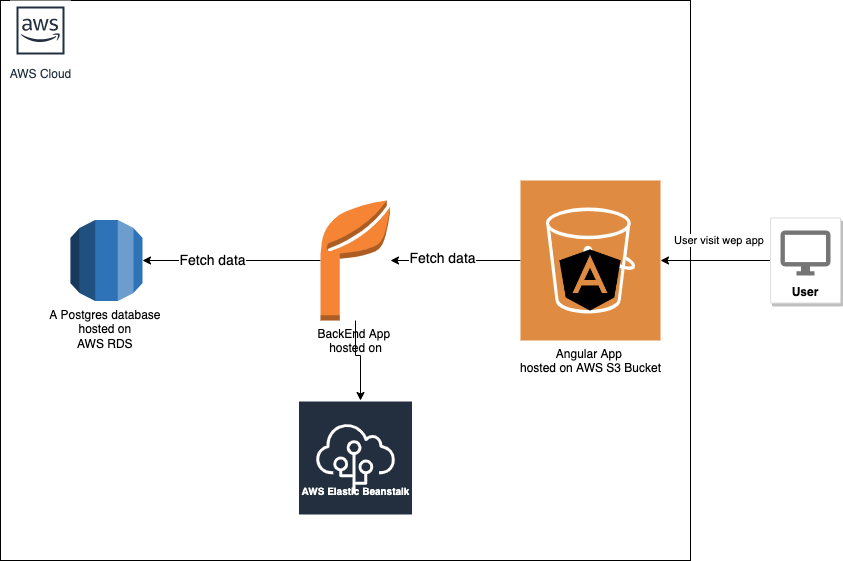 aws
AWS Cloud
User visit wep app
Fetch data
Fetch data
User
A Postgres database
hosted on
AWS RDS
BackEnd App
hosted on
Angular App
hosted on AWS S3 Bucket
A
AWS Elastic Beanstalk